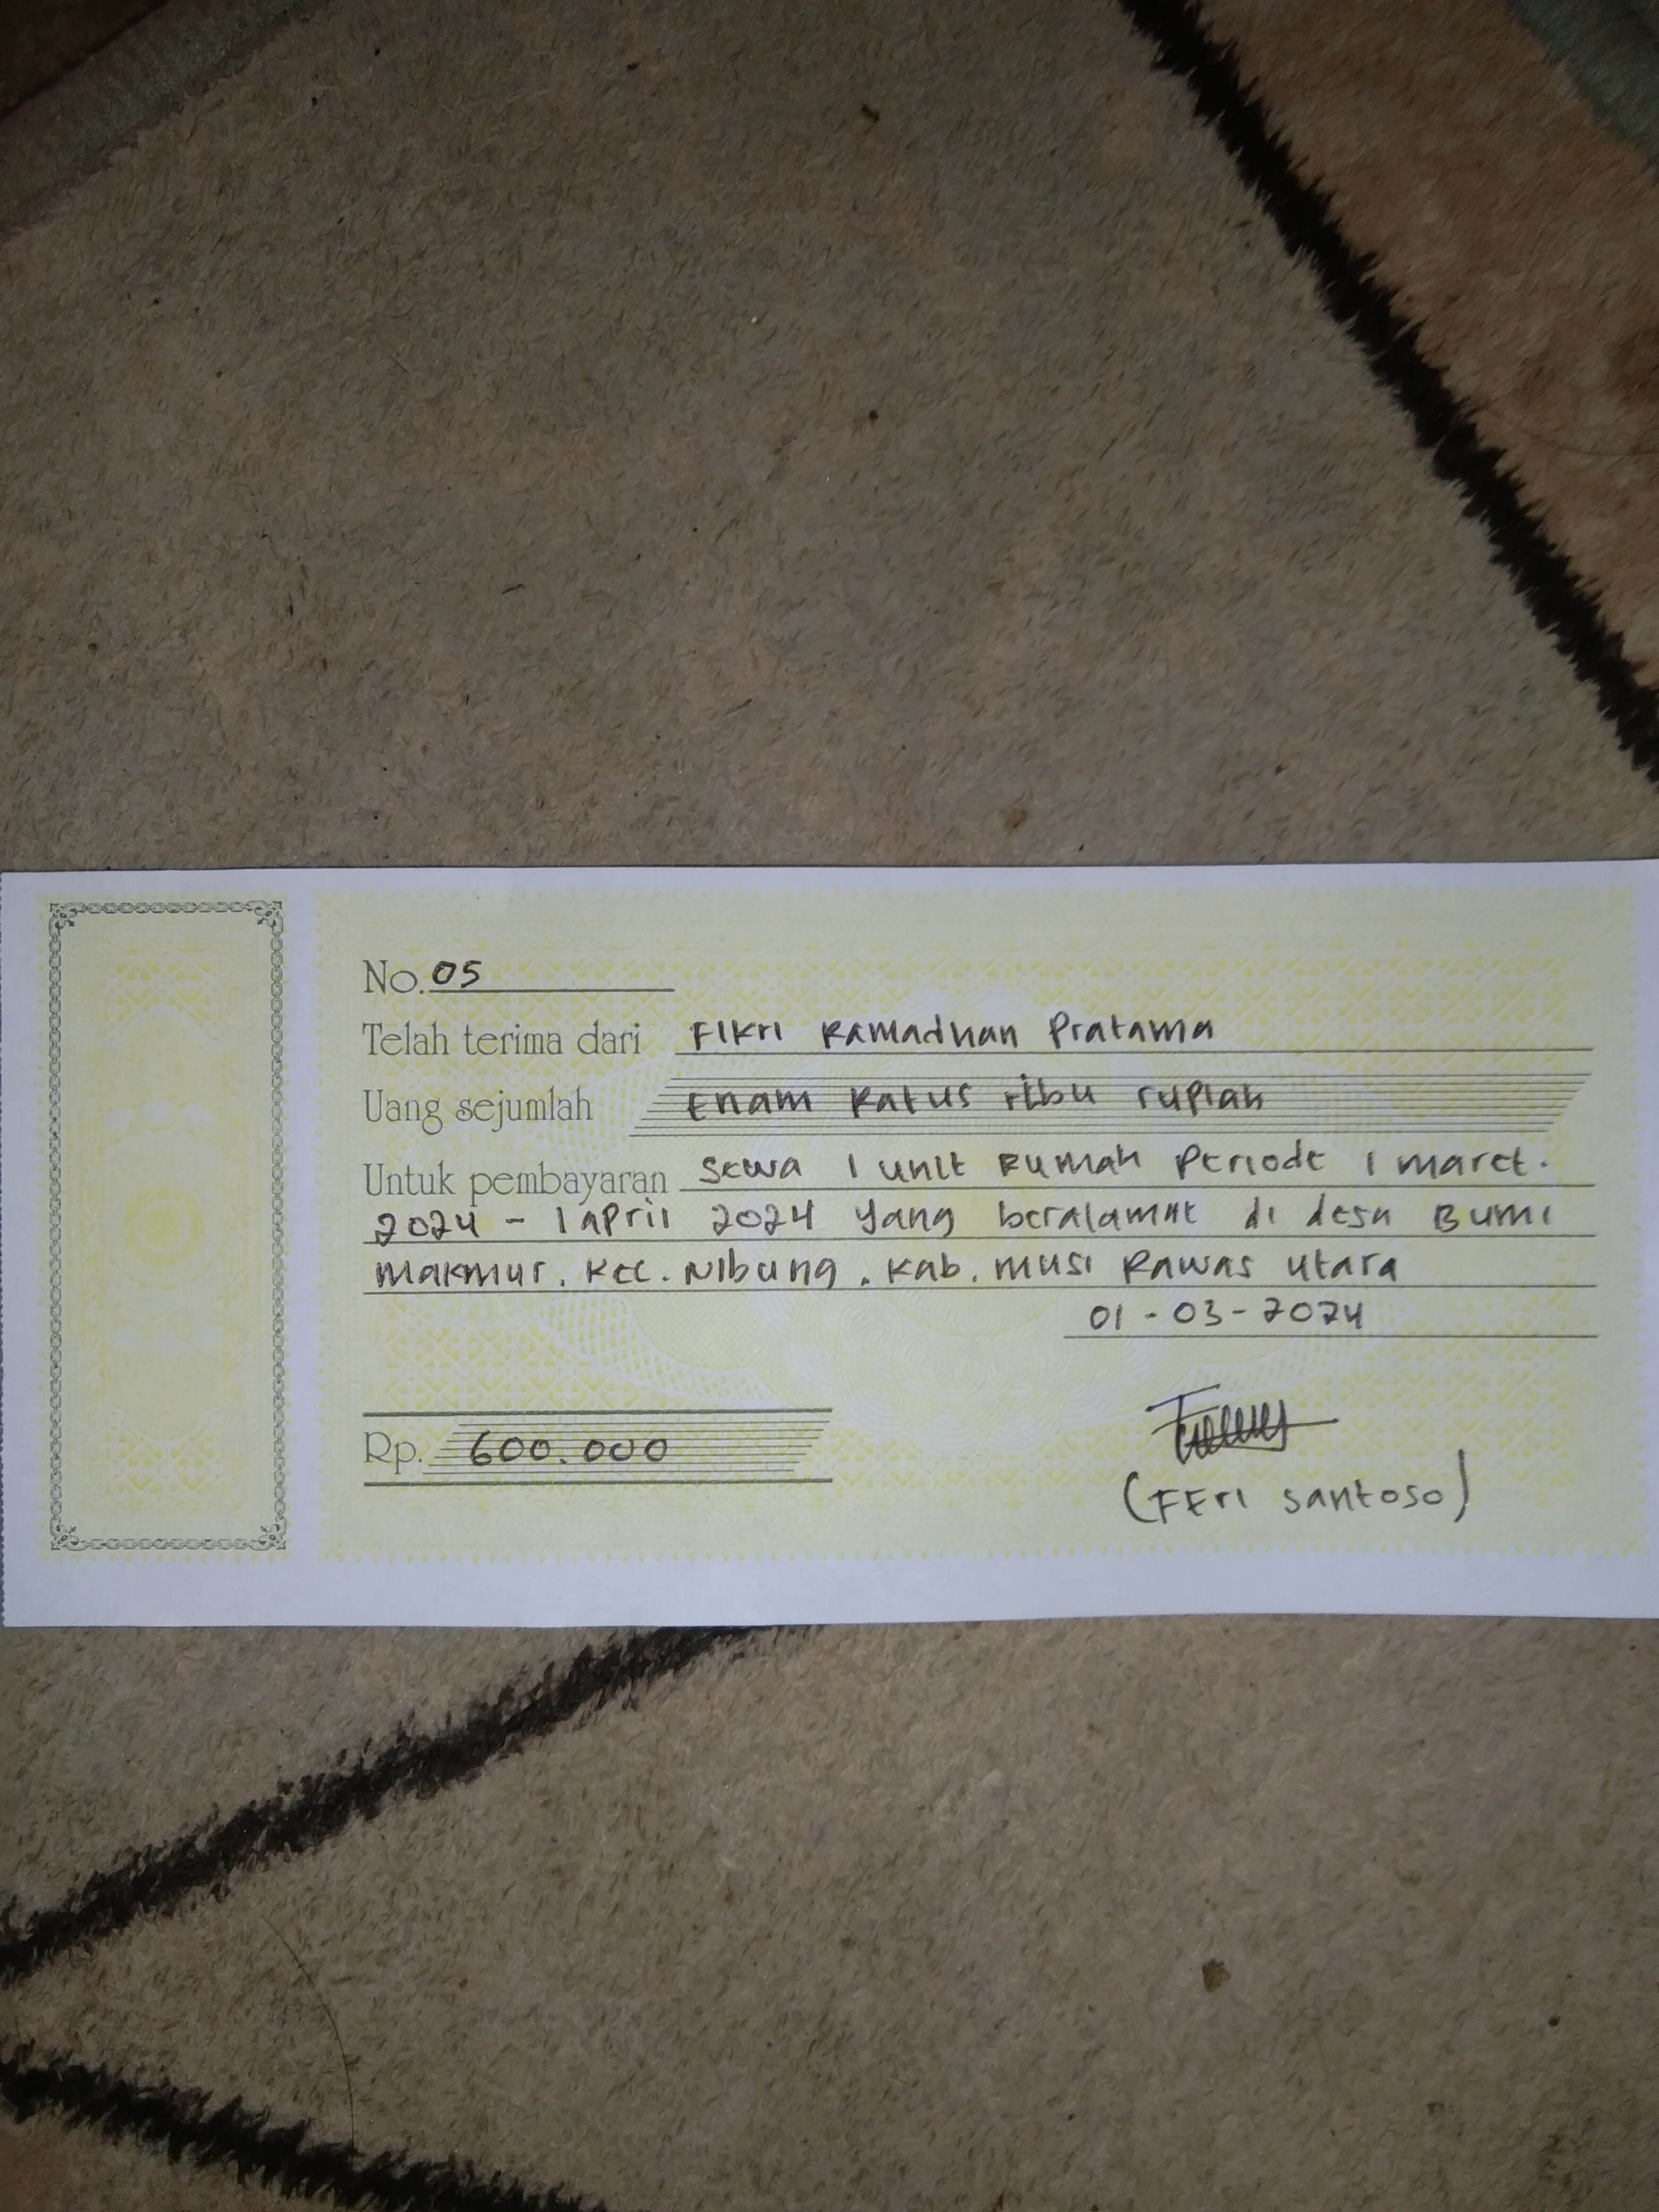 No. 05
Telah terima dari Fikri Ramadhan Pratama
Uang sejumlah Enam Ratus ribu rupiah
Untuk pembayaran sewa 1 unit Rumah Periode 1 maret.
2024 - 1 April 2024 yang beralamat di desa Bumi
makmur. Kec. Nibung. Kab. Musi Rawas Utara
01 - 03 - 2024
Rp. 600.000
(FEri Santoso)